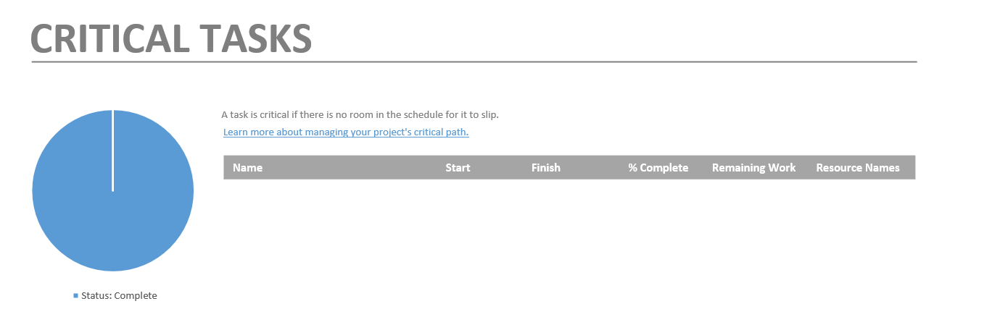 CRITICAL TASKS
A task is critical if there is no room in the schedule for it to slip.
Learn more about managing your project's critical path.
Name Start Finish % Complete Remaining Work Resource Names
Status: Complete